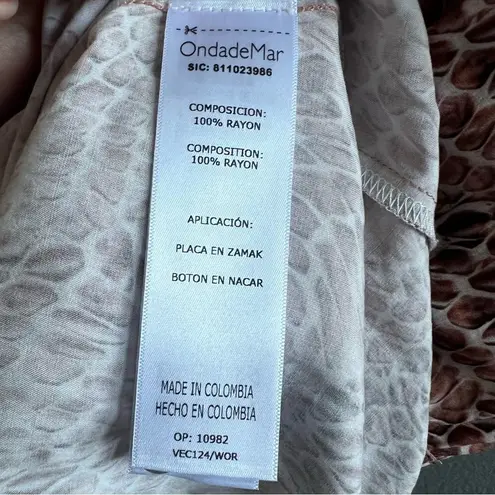 OndadeMar
SIC: 811023986
COMPOSICION:
100% RAYON
COMPOSITION:
100% RAYON
APLICACIÓN:
PLACA EN ZAMAK
BOTON EN NACAR
MADE IN COLOMBIA
HECHO EN COLOMBIA
OP: 10982
VEC124/WOR